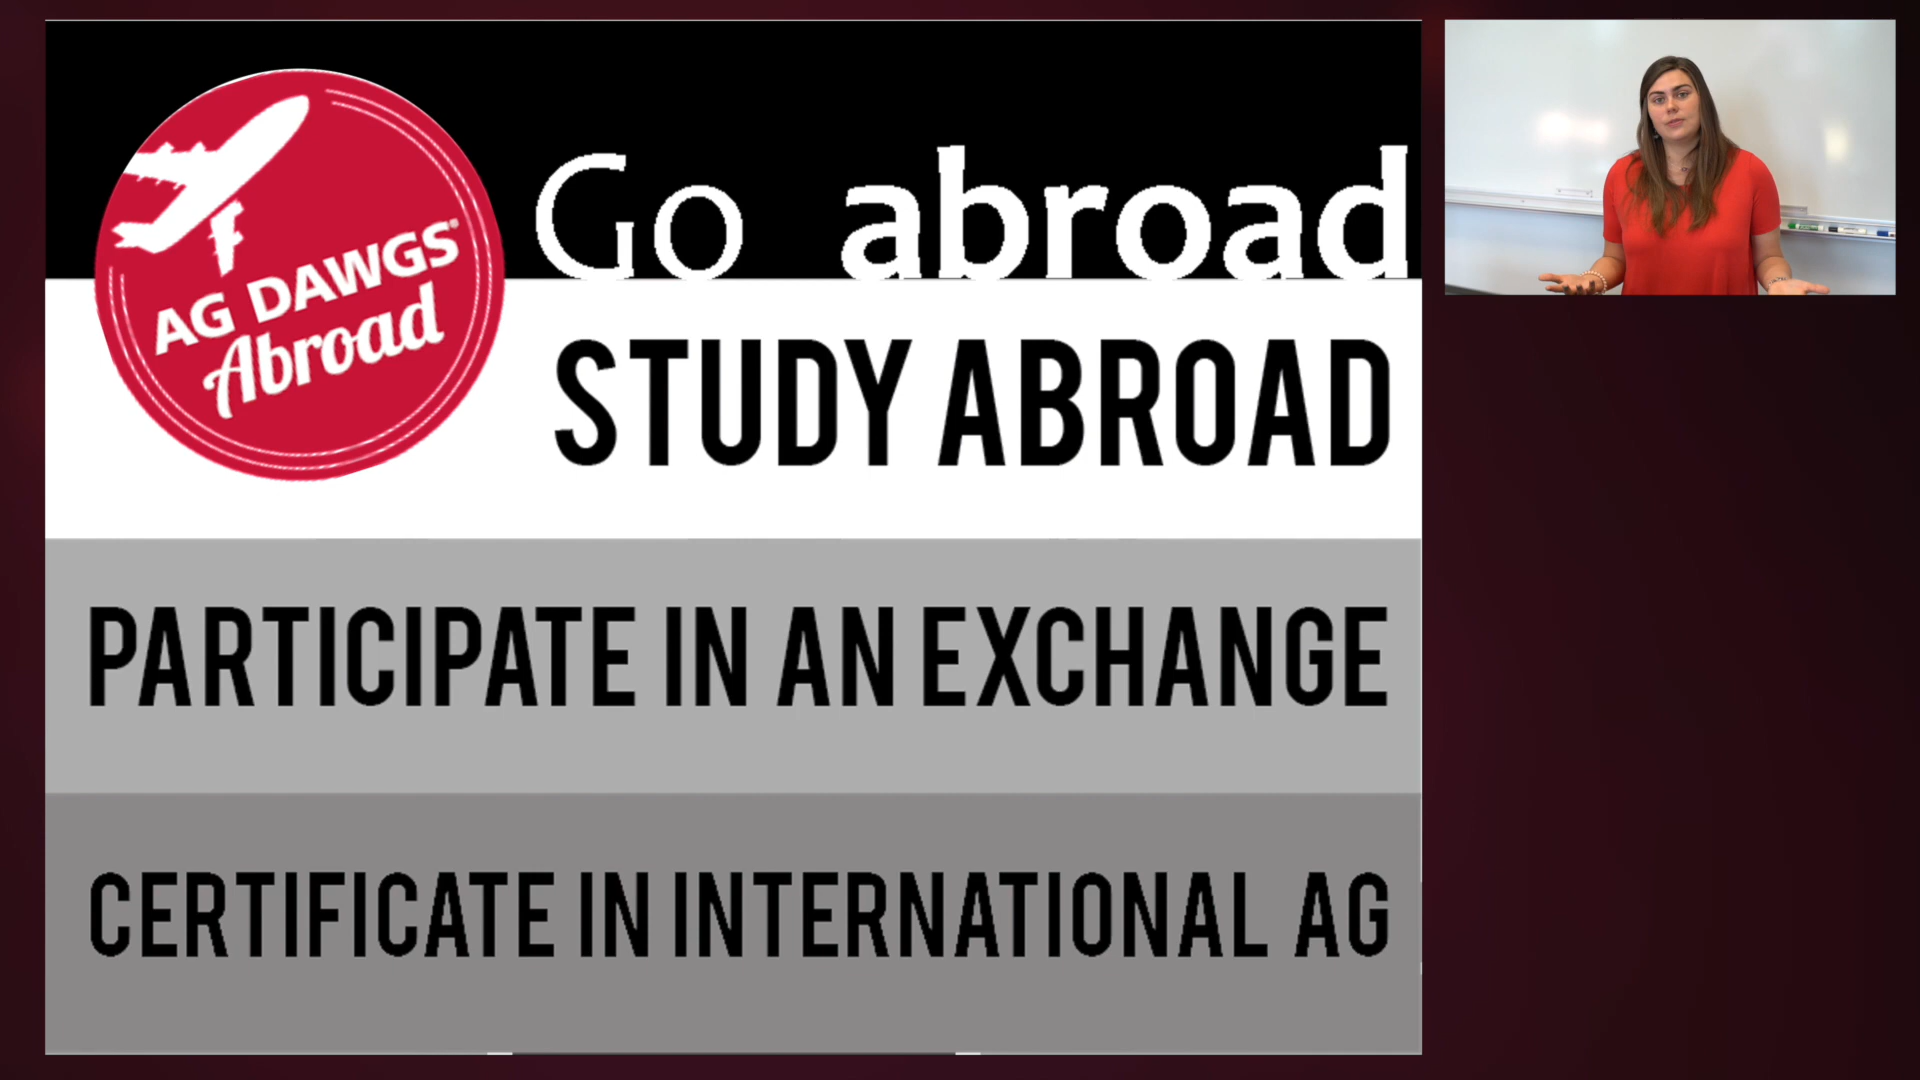 AG DAWGS®
Abroad
Go abroad
STUDY ABROAD
PARTICIPATE IN AN EXCHANGE
CERTIFICATE IN INTERNATIONAL AG